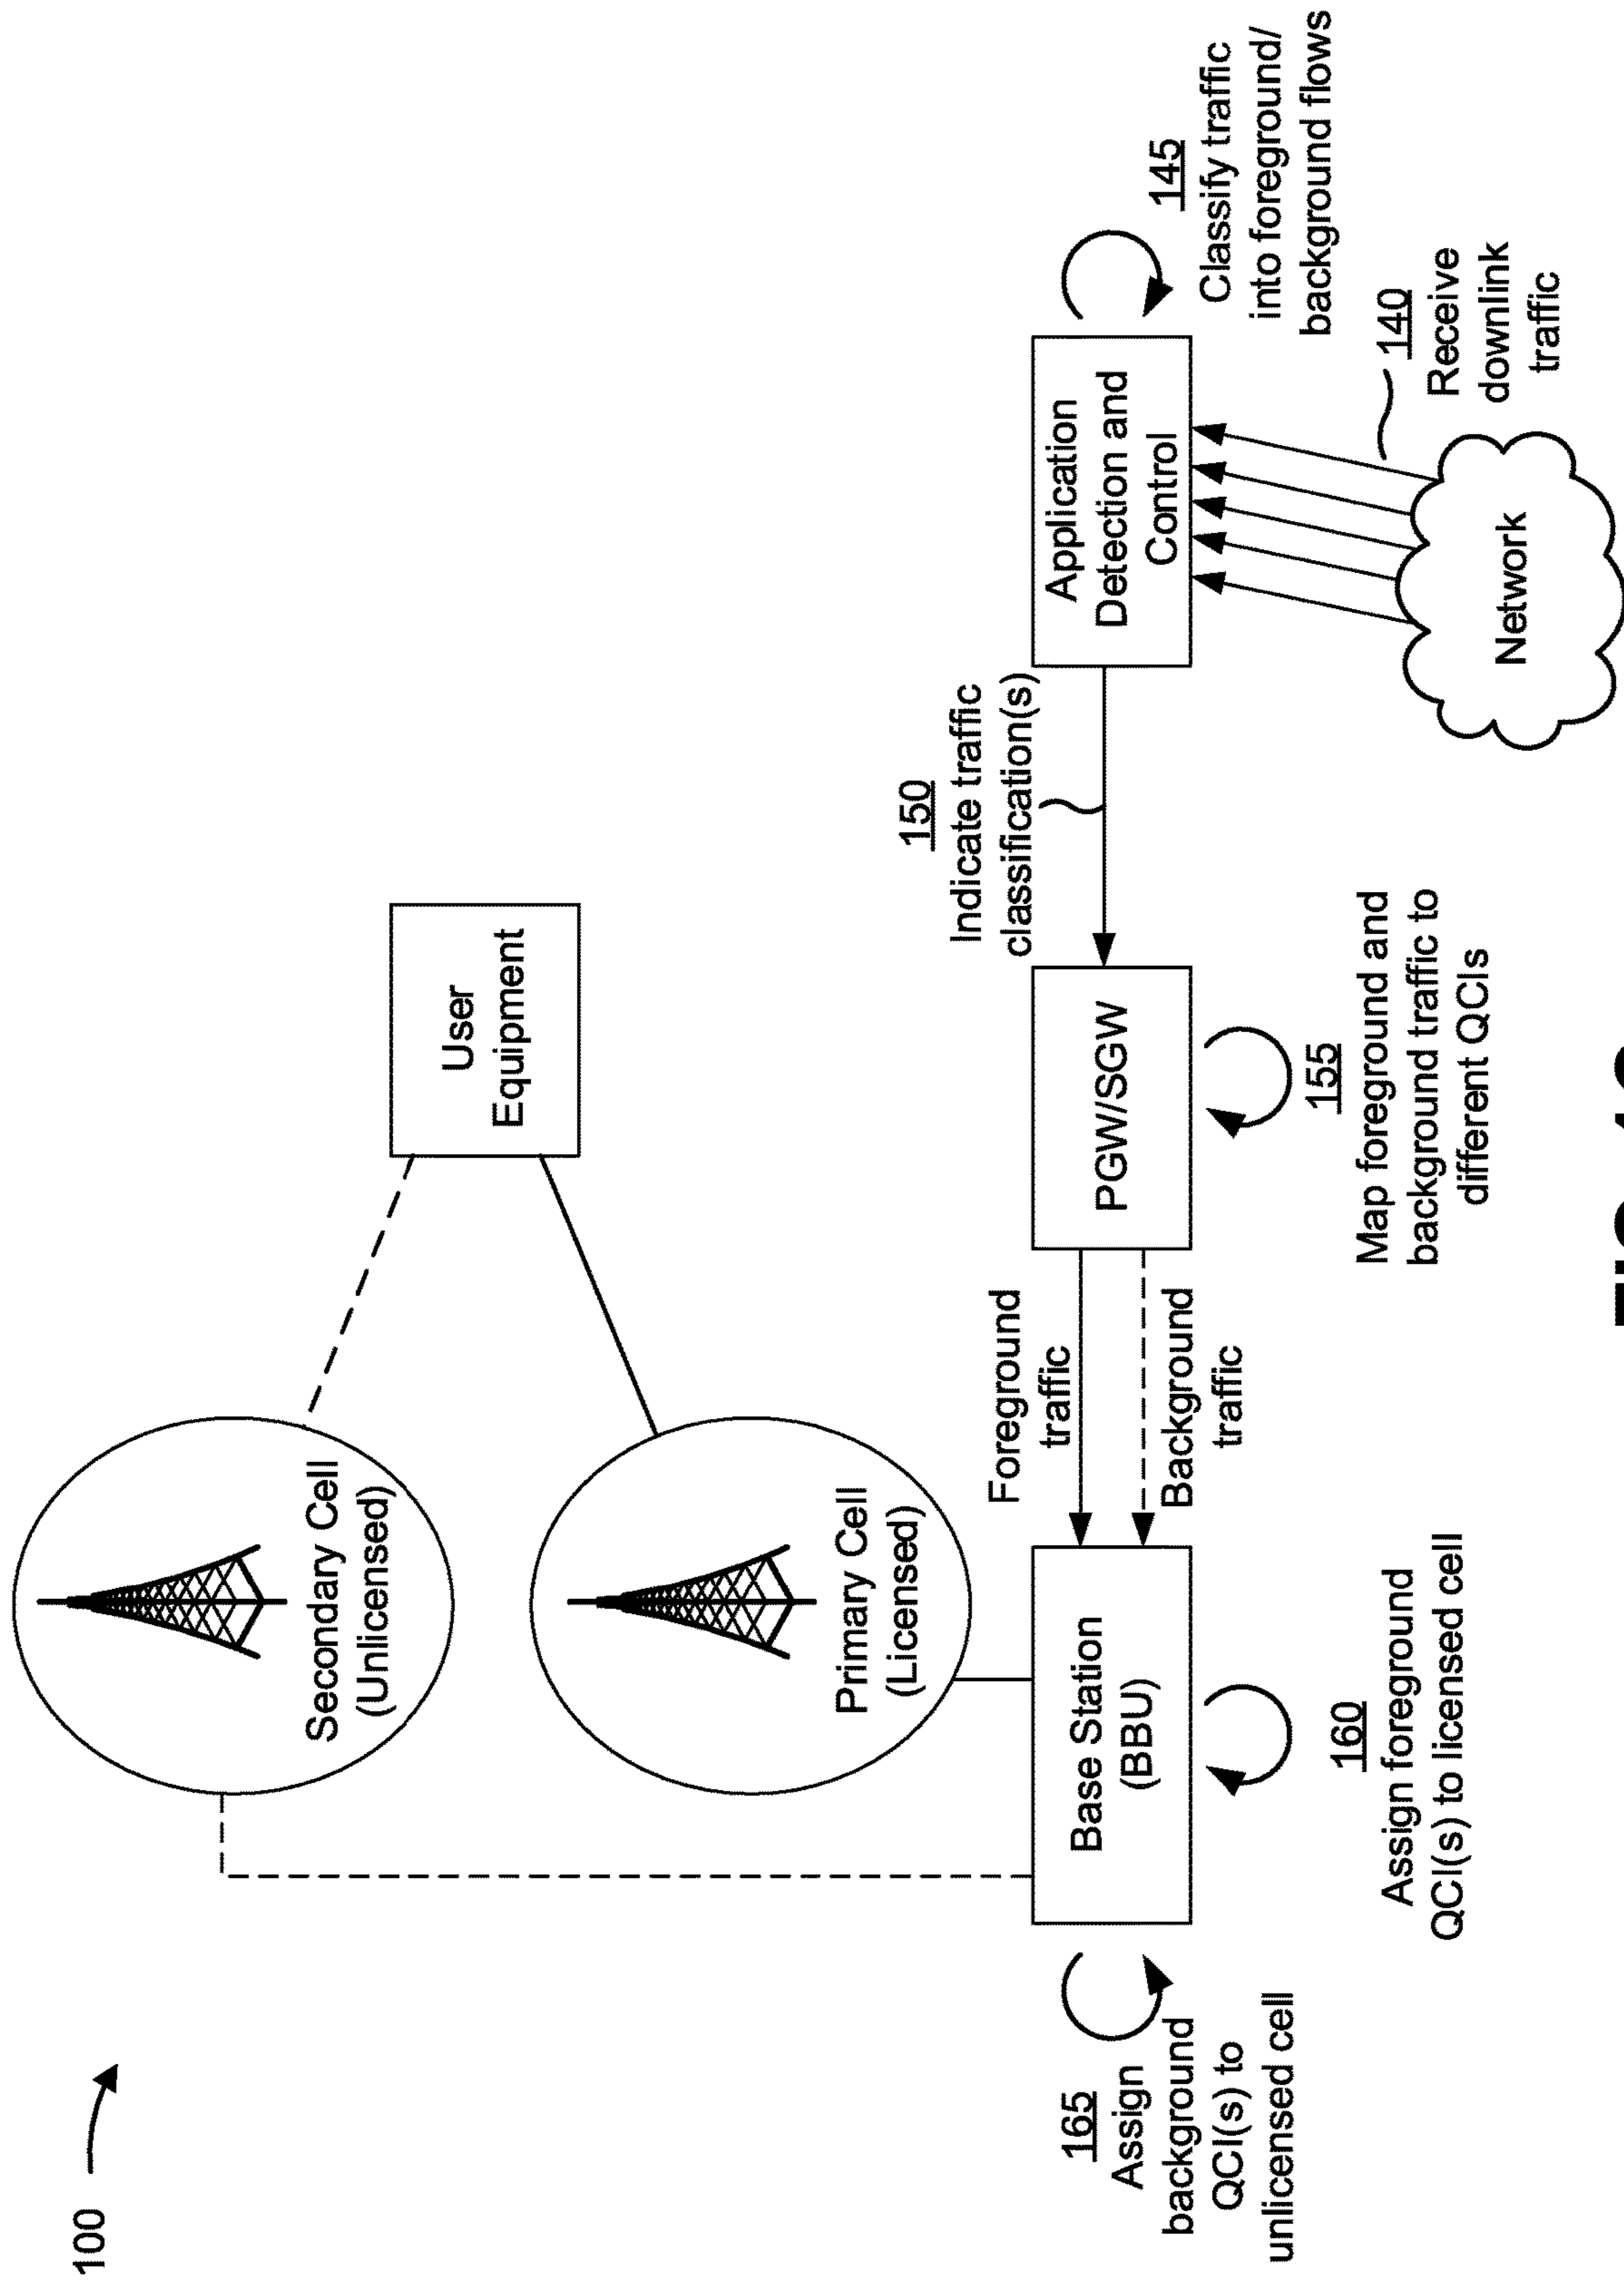 100
Secondary Cell
(Unlicensed)
User
Equipment
Primary Cell
(Licensed)
165
Assign
background
QCI(s) to
unlicensed cell
Base Station
(BBU)
160
Assign foreground
QCI(s) to licensed cell
Foreground
traffic
Background
traffic
PGW/SGW
155
Map foreground and
background traffic to
different QCIs
150
Indicate traffic
classification(s)
Application
Detection and
Control
145
Classify traffic
into foreground/
background flows
140
Receive
downlink
traffic
Network